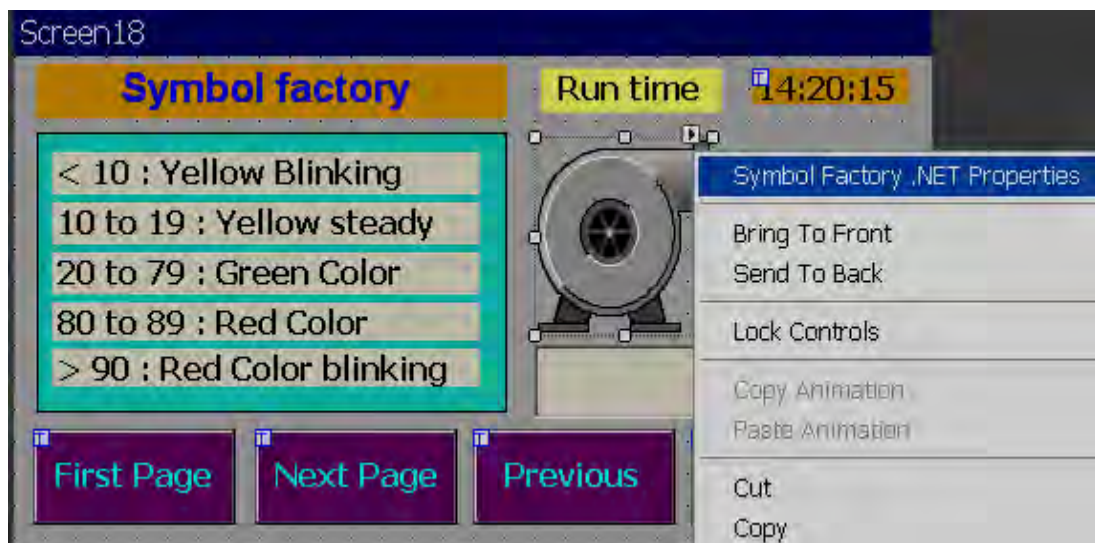 Screen18
Symbol factory
Run time
14:20:15
< 10 : Yellow Blinking
10 to 19 : Yellow steady
20 to 79 : Green Color
80 to 89 : Red Color
> 90 : Red Color blinking
Symbol Factory .NET Properties
Bring To Front
Send To Back
Lock Controls
Copy Animation
Paste Animation
Cut
Copy
First Page
Next Page
Previous